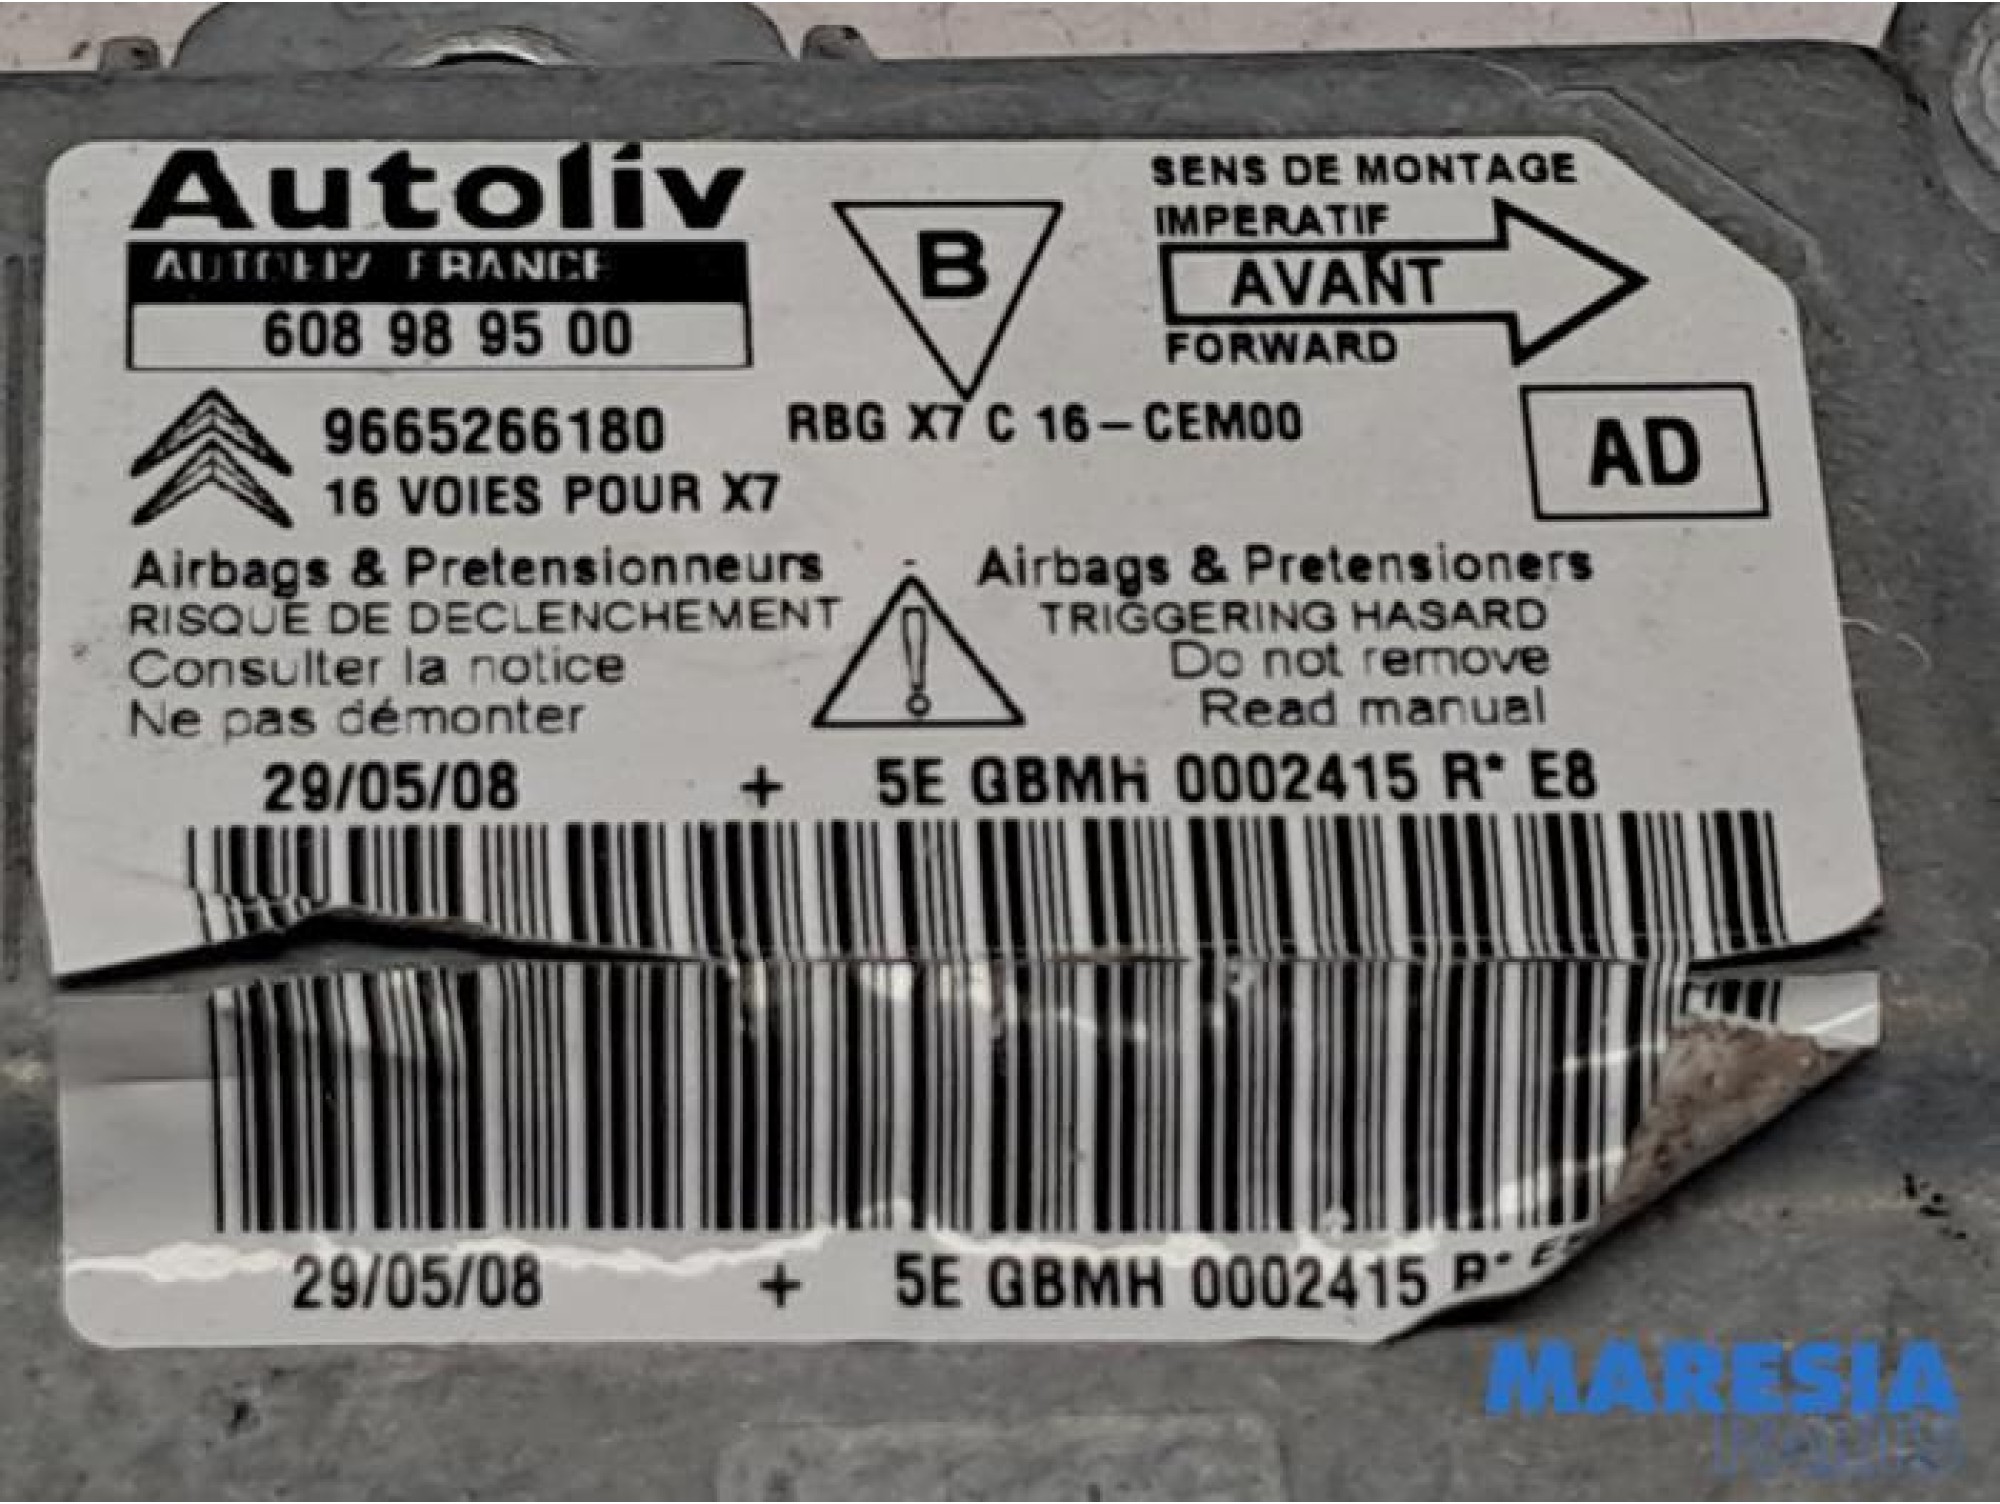 Autoliv
AUTOLIV FRANCE
608 98 95 00
B
SENS DE MONTAGE
IMPERATIF
AVANT
FORWARD
9665266180
RBG X7 C 16-CEM00
16 VOIES POUR X7
AD
Airbags & Pretensionneurs
RISQUE DE DECLENCHEMENT
Consulter la notice
Ne pas démonter
!
Airbags & Pretensioners
TRIGGERING HASARD
Do not remove
Read manual
29/05/08 + 5E GBMH 0002415 R* E8
29/05/08 + 5E GBMH 0002415 R*
MARESIA